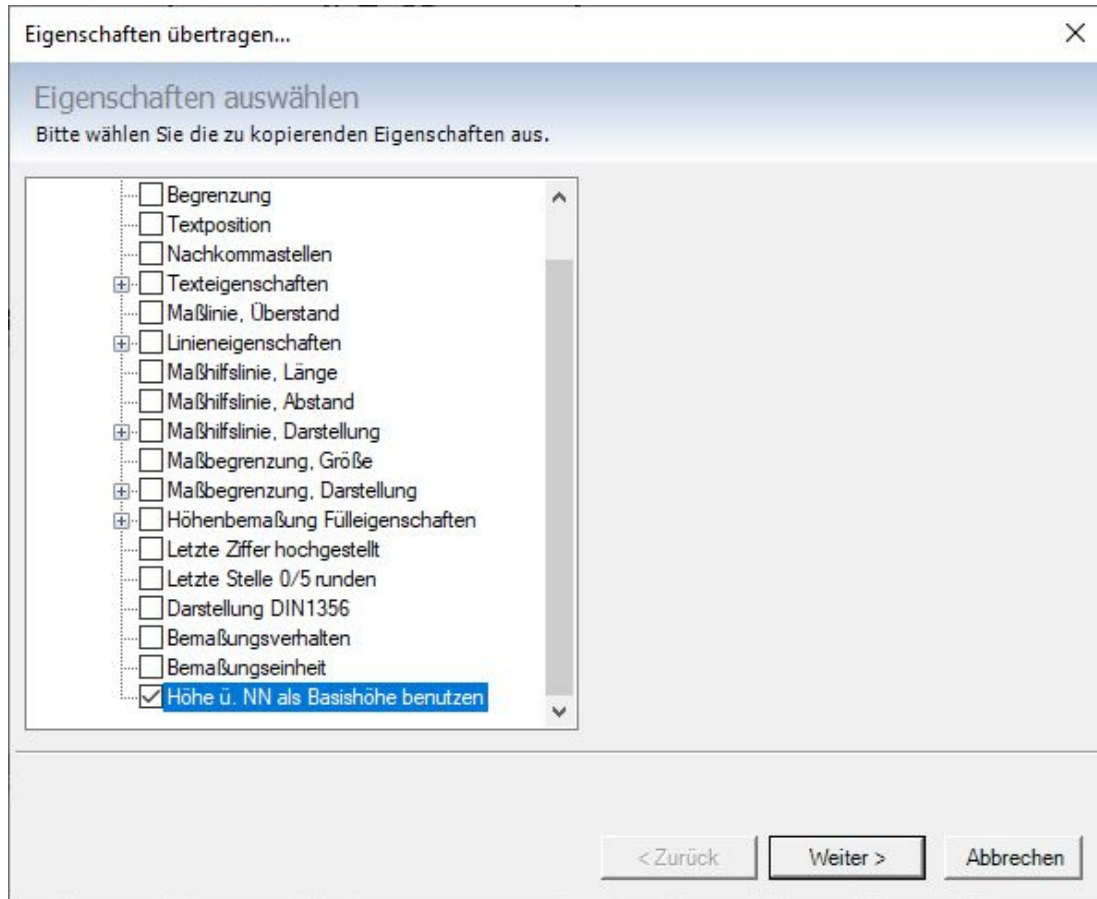 Eigenschaften übertragen...
Eigenschaften auswählen
Bitte wählen Sie die zu kopierenden Eigenschaften aus.
Begrenzung
Textposition
Nachkommastellen
Texteigenschaften
Maßlinie, Überstand
Linieneigenschaften
Maßhilfslinie, Länge
Maßhilfslinie, Abstand
Maßhilfslinie, Darstellung
Maßbegrenzung, Größe
Maßbegrenzung, Darstellung
Höhenbemaßung Fülleigenschaften
Letzte Ziffer hochgestellt
Letzte Stelle 0/5 runden
Darstellung DIN1356
Bemaßungsverhalten
Bemaßungseinheit
Höhe ü. NN als Basishöhe benutzen
< Zurück Weiter > Abbrechen